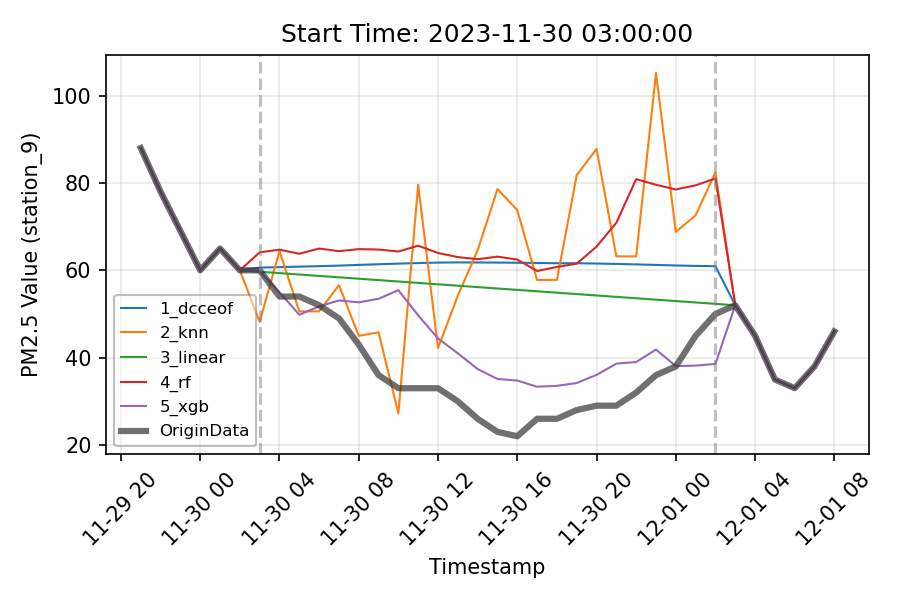 Start Time: 2023-11-30 03:00:00
PM2.5 Value (station_9)
100
80
60
40
20
1_dcceof
2_knn
3_linear
4_rf
5_xgb
OriginData
11-29 20
11-30 00
11-30 04
11-30 08
11-30 12
11-30 16
11-30 20
12-01 00
12-01 04
12-01 08
Timestamp